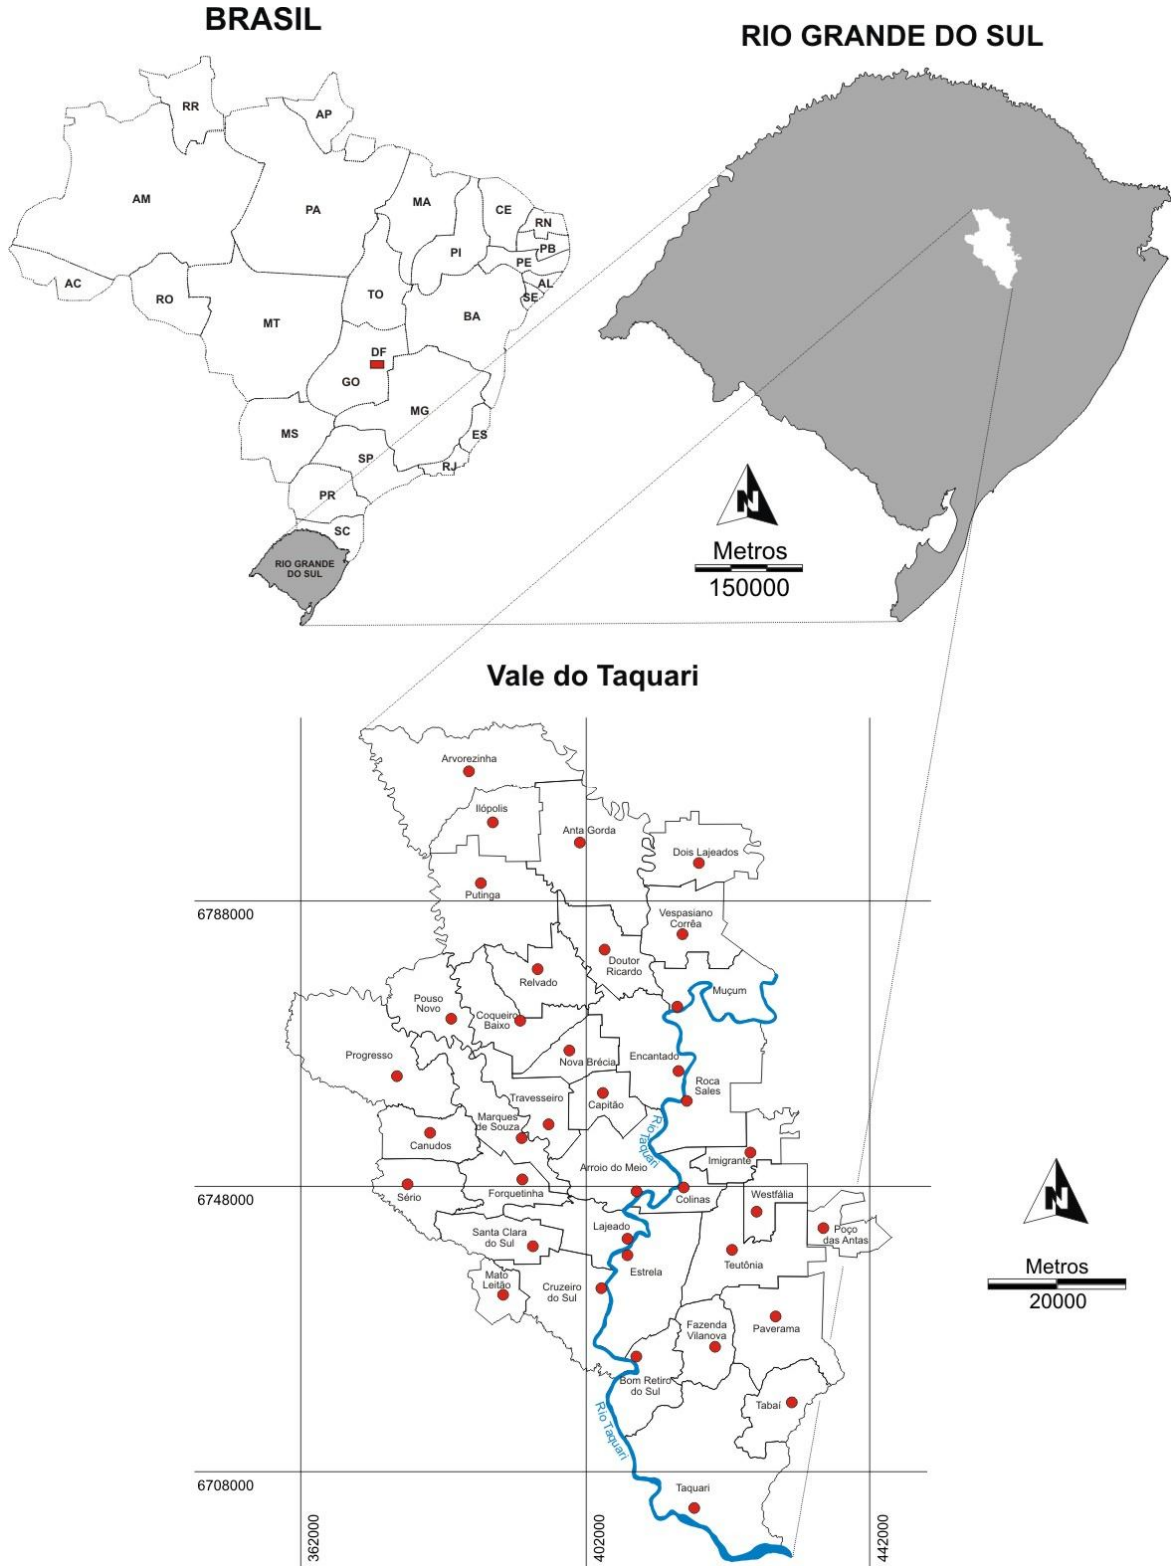 BRASIL
RIO GRANDE DO SUL
RR
AP
AM
PA
MA
CE
RN
PB
PI
PE
AL
SE
AC
RO
TO
BA
MT
DF
GO
MG
MS
ES
SP
RJ
PR
SC
RIO GRANDE
DO SUL
N
Metros
150000
Vale do Taquari
Arvorezinha
Ilópolis
Anta Gorda
Dois Lajeados
Putinga
6788000
Vespasiano
Corrêa
Doutor
Ricardo
Relvado
Muçum
Pouso
Novo
Coqueiro
Baixo
Progresso
Nova Brécia
Encantado
Roca
Sales
Travesseiro
Capitão
Marques
de Souza
Rio Taquari
Canudos
Arroio do Meio
Imigrante
6748000
Sério
Forquetinha
Colinas
Westfália
Santa Clara
do Sul
Lajeado
Poço
das Antas
Estrela
Teutônia
N
Metros
20000
Mato
Leitão
Cruzeiro
do Sul
Fazenda
Vilanova
Paverama
Bom Retiro
do Sul
Tabaí
Rio Taquari
6708000
Taquari
362000
402000
442000